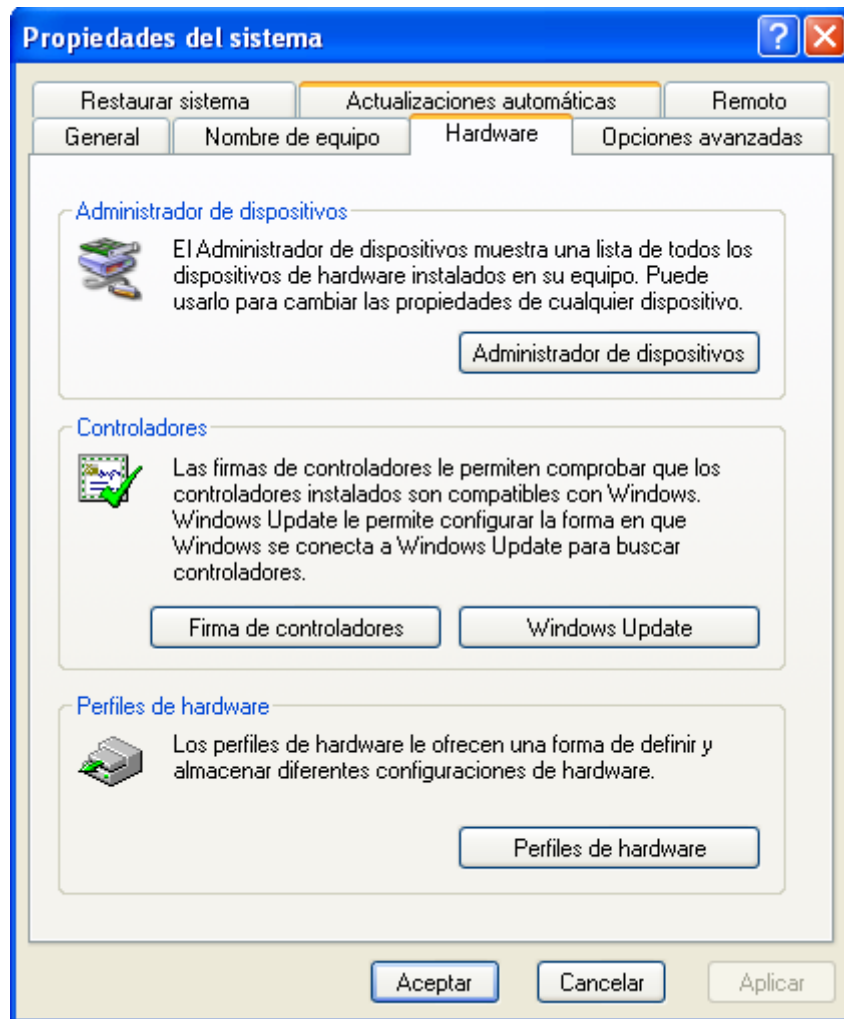 Propiedades del sistema
Restaurar sistema
Actualizaciones automáticas
Remoto
General
Nombre de equipo
Hardware
Opciones avanzadas
Administrador de dispositivos
El Administrador de dispositivos muestra una lista de todos los
dispositivos de hardware instalados en su equipo. Puede
usarlo para cambiar las propiedades de cualquier dispositivo.
Administrador de dispositivos
Controladores
Las firmas de controladores le permiten comprobar que los
controladores instalados son compatibles con Windows.
Windows Update le permite configurar la forma en que
Windows se conecta a Windows Update para buscar
controladores.
Firma de controladores
Windows Update
Perfiles de hardware
Los perfiles de hardware le ofrecen una forma de definir y
almacenar diferentes configuraciones de hardware.
Perfiles de hardware
Aceptar
Cancelar
Aplicar